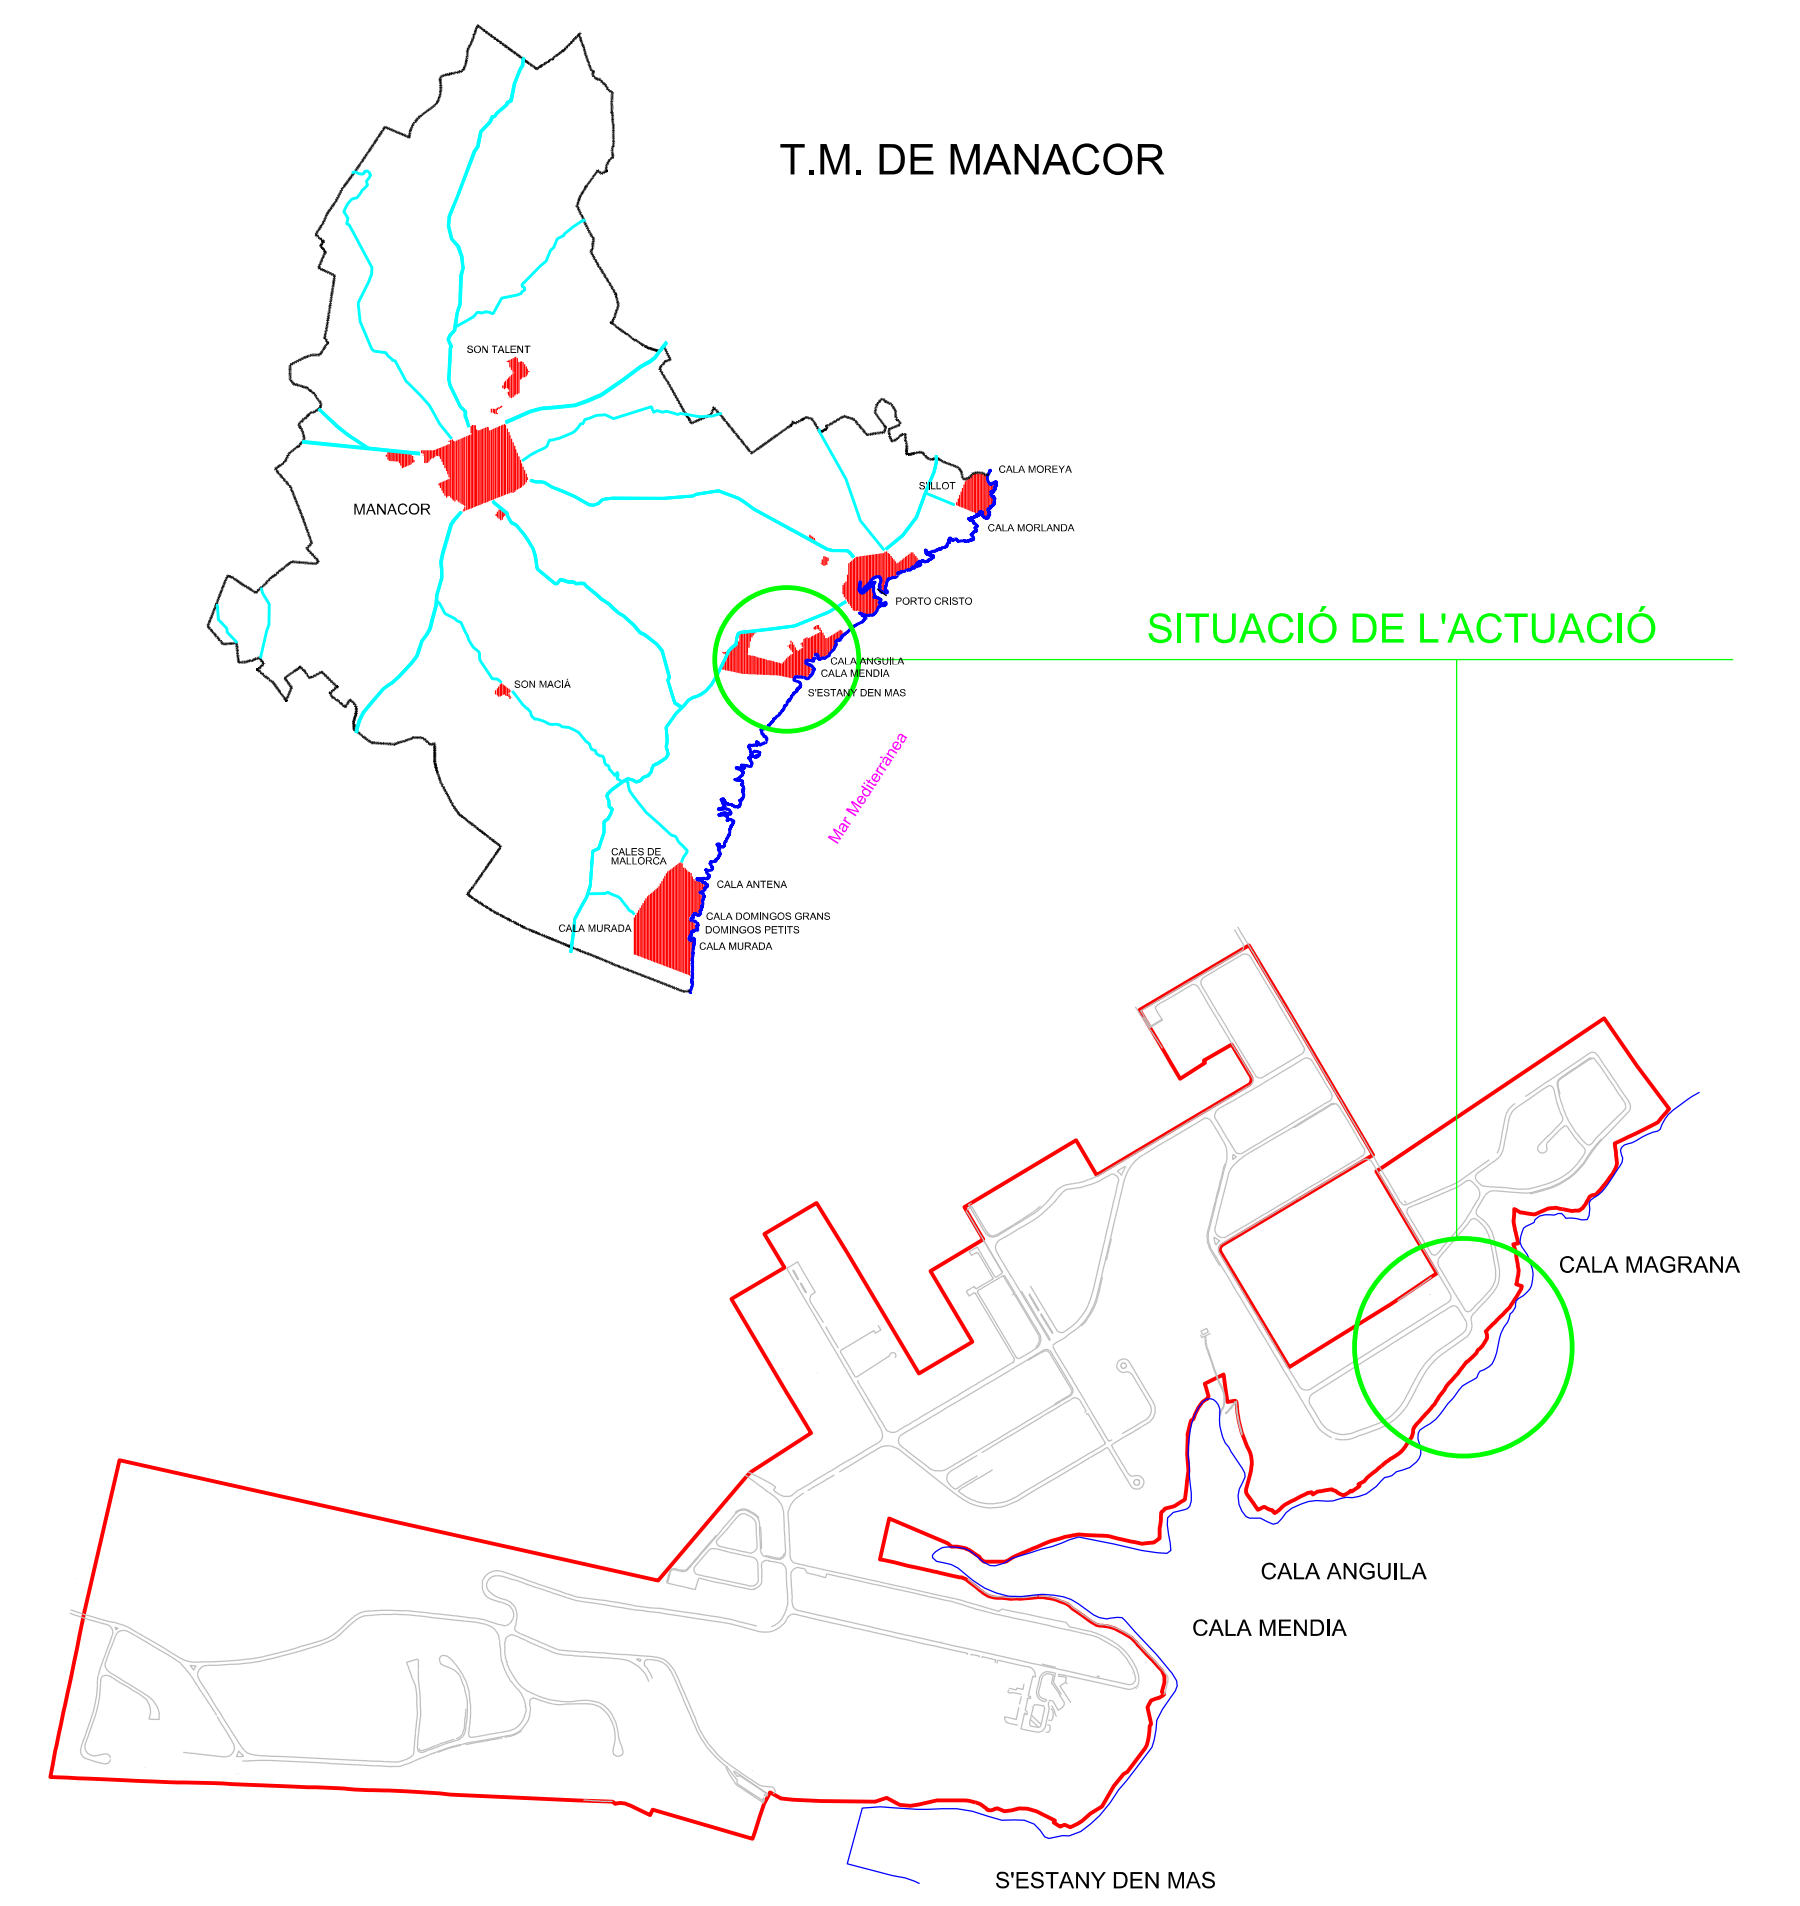 T.M. DE MANACOR
SON TALENT
CALA MOREYA
S'ILLOT
MANACOR
CALA MORLANDA
PORTO CRISTO
SITUACIÓ DE L'ACTUACIÓ
CALA ANGUILA
CALA MENDIA
SON MACIÁ
S'ESTANY DEN MAS
Mar Mediterrànea
CALES DE
MALLORCA
CALA ANTENA
CALA DOMINGOS GRANS
CALA MURADA
DOMINGOS PETITS
CALA MURADA
CALA MAGRANA
CALA ANGUILA
CALA MENDIA
S'ESTANY DEN MAS